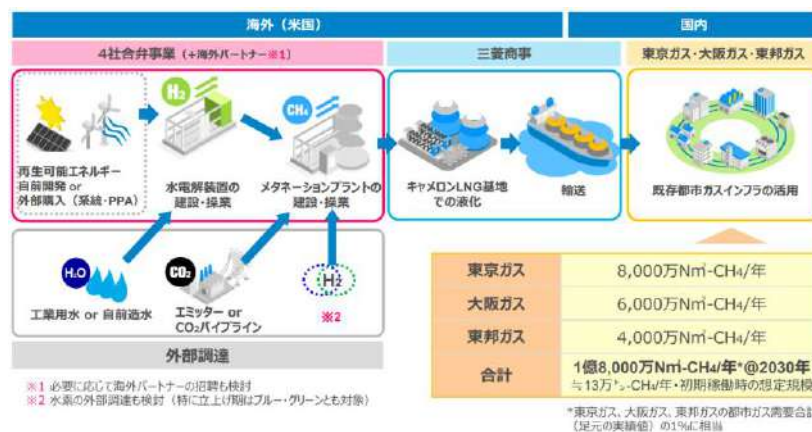 海外（米国）
国内
4社合弁事業（+海外パートナー※1）
三菱商事
東京ガス・大阪ガス・東邦ガス
H₂
CH₄
再生可能エネルギー
自前開発 or
外部購入（系統・PPA）
水電解装置の
建設・操業
メタネーションプラントの
建設・操業
キャメロンLNG基地
での液化
輸送
既存都市ガスインフラの活用
H₂O
CO₂
H₂
※2
工業用水 or 自前造水
エミッター or
CO₂パイプライン
外部調達
東京ガス
8,000万Nm³-CH₄/年
大阪ガス
6,000万Nm³-CH₄/年
東邦ガス
4,000万Nm³-CH₄/年
合計
1億8,000万Nm³-CH₄/年*@2030年
≒13万㌧-CH₄/年・初期稼働時の想定規模
※1 必要に応じて海外パートナーの招聘も検討
※2 水素の外部調達も検討（特に立上げ期はブルー・グリーンとも対象）
*東京ガス、大阪ガス、東邦ガスの都市ガス需要合計
（足元の実績値）の1%に相当